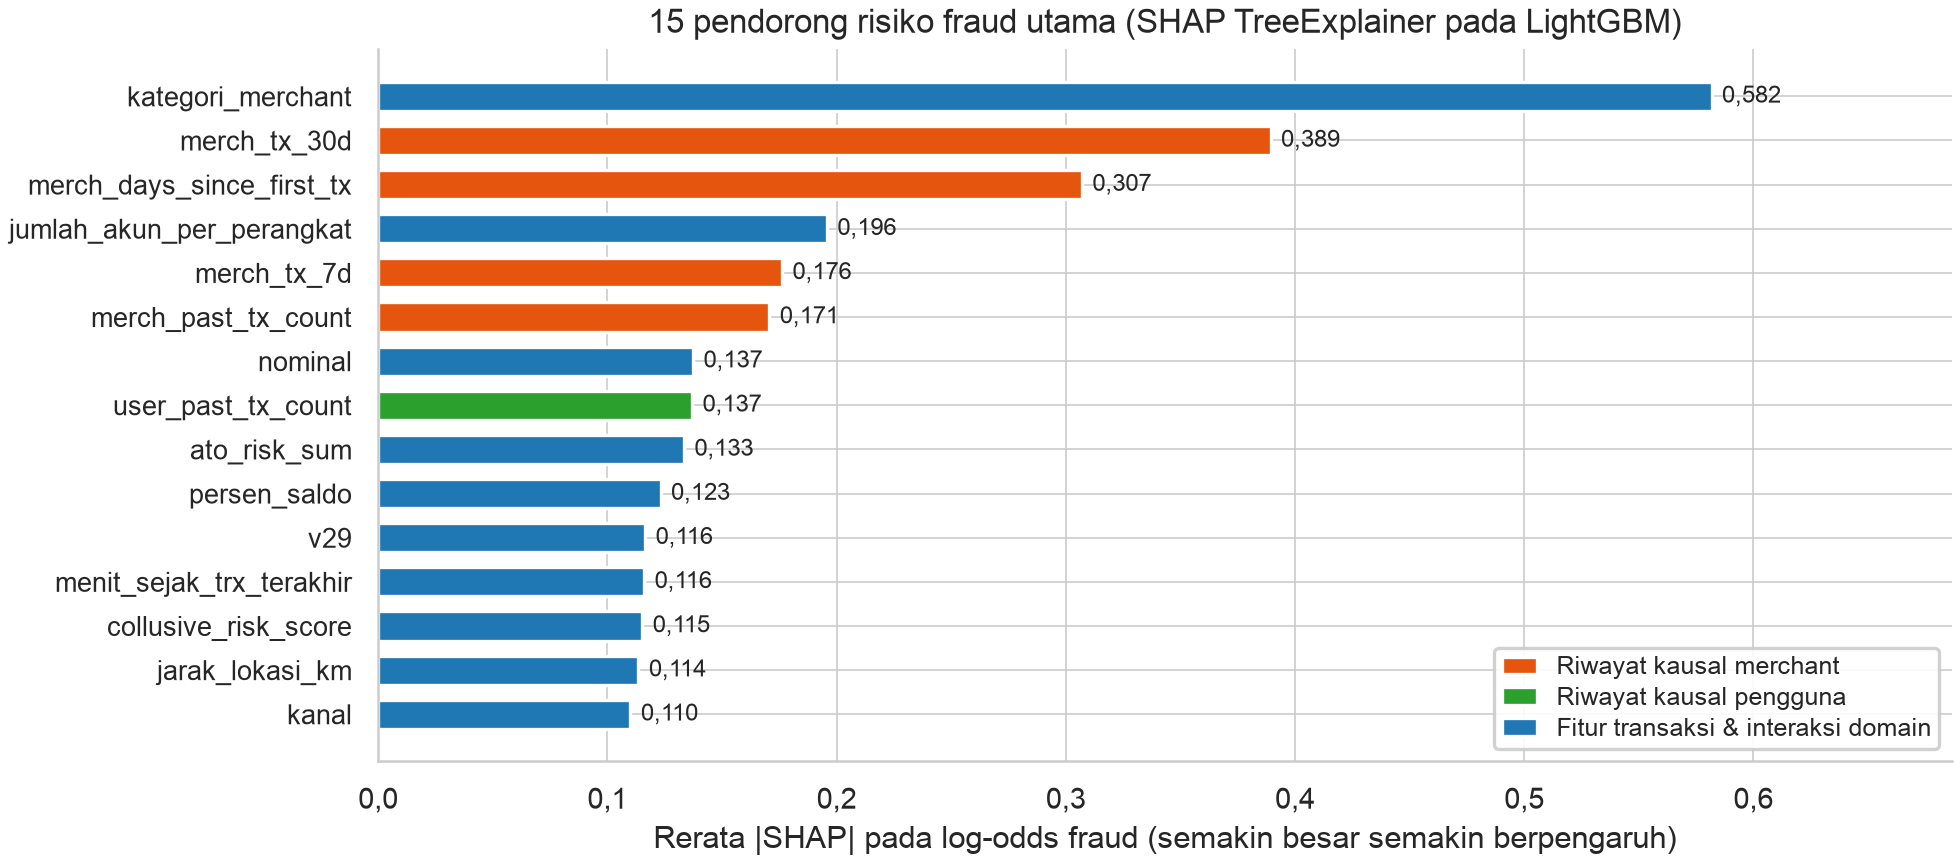 15 pendorong risiko fraud utama (SHAP TreeExplainer pada LightGBM)
kategori_merchant 0,582
merch_tx_30d 0,389
merch_days_since_first_tx 0,307
jumlah_akun_per_perangkat 0,196
merch_tx_7d 0,176
merch_past_tx_count 0,171
nominal 0,137
user_past_tx_count 0,137
ato_risk_sum 0,133
persen_saldo 0,123
v29 0,116
menit_sejak_trx_terakhir 0,116
collusive_risk_score 0,115
jarak_lokasi_km 0,114
kanal 0,110
Riwayat kausal merchant
Riwayat kausal pengguna
Fitur transaksi & interaksi domain
0,0 0,1 0,2 0,3 0,4 0,5 0,6
Rerata |SHAP| pada log-odds fraud (semakin besar semakin berpengaruh)